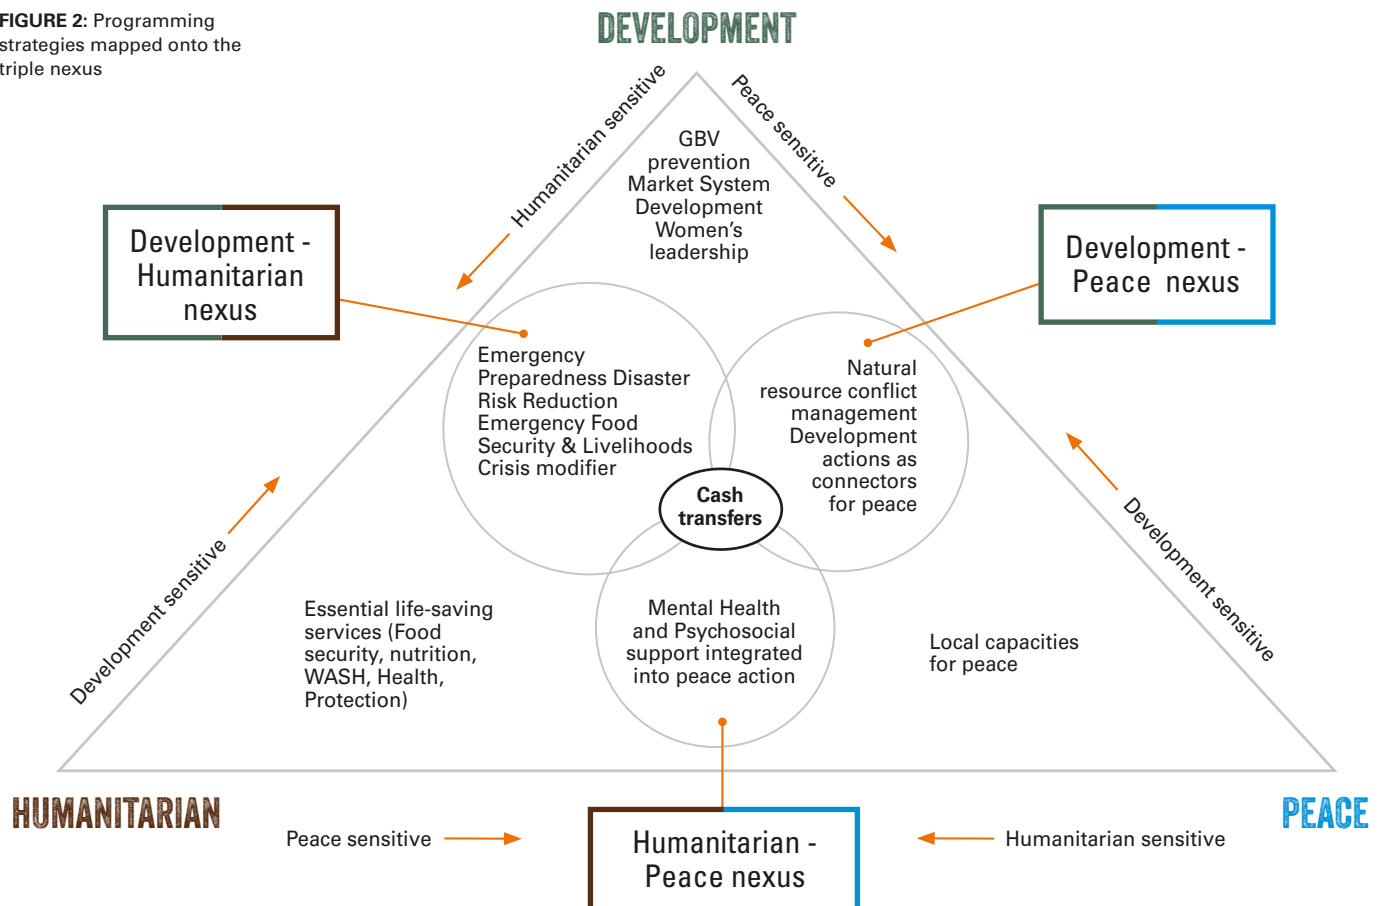 FIGURE 2: Programming
strategies mapped onto the
triple nexus
DEVELOPMENT
Humanitarian sensitive
Peace sensitive
GBV
prevention
Market System
Development
Women's
leadership
Development -
Humanitarian
nexus
Development -
Peace nexus
Emergency
Preparedness Disaster
Risk Reduction
Emergency Food
Security & Livelihoods
Crisis modifier
Natural
resource conflict
management
Development
actions as
connectors
for peace
Cash
transfers
Development sensitive
Development sensitive
Essential life-saving
services (Food
security, nutrition,
WASH, Health,
Protection)
Mental Health
and Psychosocial
support integrated
into peace action
Local capacities
for peace
HUMANITARIAN
PEACE
Peace sensitive
Humanitarian -
Peace nexus
Humanitarian sensitive